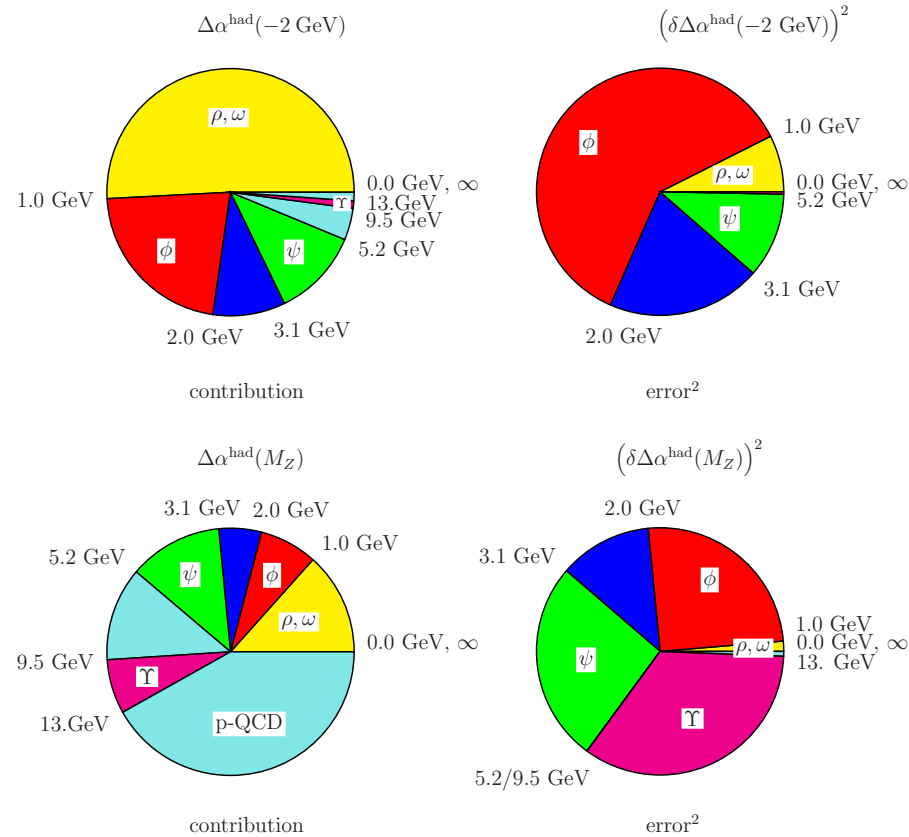 Δα^had(−2 GeV)
ρ, ω
1.0 GeV
ϕ
2.0 GeV
3.1 GeV
ψ
5.2 GeV
9.5 GeV
Υ
13.GeV
0.0 GeV, ∞
contribution
(δΔα^had(−2 GeV))^2
1.0 GeV
ϕ
ρ, ω
0.0 GeV, ∞
5.2 GeV
ψ
3.1 GeV
2.0 GeV
error^2
Δα^had(M_Z)
3.1 GeV
2.0 GeV
5.2 GeV
1.0 GeV
ψ
ϕ
ρ, ω
0.0 GeV, ∞
9.5 GeV
Υ
13.GeV
p-QCD
contribution
(δΔα^had(M_Z))^2
2.0 GeV
3.1 GeV
ϕ
1.0 GeV
ρ, ω
0.0 GeV, ∞
13. GeV
ψ
Υ
5.2/9.5 GeV
error^2